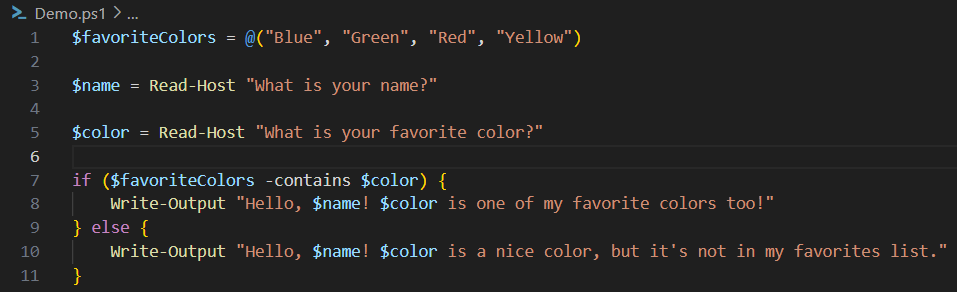 Demo.ps1 > ...
1 $favoriteColors = @("Blue", "Green", "Red", "Yellow")
2
3 $name = Read-Host "What is your name?"
4
5 $color = Read-Host "What is your favorite color?"
6
7 if ($favoriteColors -contains $color) {
8     Write-Output "Hello, $name! $color is one of my favorite colors too!"
9 } else {
10     Write-Output "Hello, $name! $color is a nice color, but it's not in my favorites list."
11 }